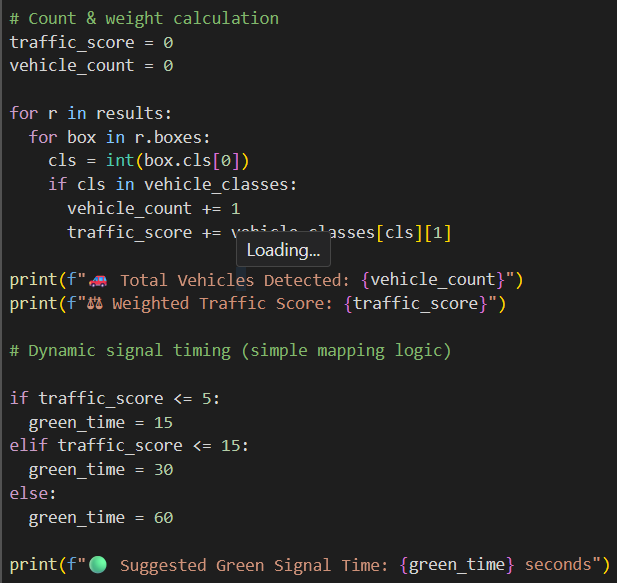 # Count & weight calculation
traffic_score = 0
vehicle_count = 0
for r in results:
  for box in r.boxes:
    cls = int(box.cls[0])
    if cls in vehicle_classes:
      vehicle_count += 1
      traffic_score += vehicle_classes[cls][1]
Loading...
print(f"🚗 Total Vehicles Detected: {vehicle_count}")
print(f"⚖ Weighted Traffic Score: {traffic_score}")
# Dynamic signal timing (simple mapping logic)
if traffic_score <= 5:
  green_time = 15
elif traffic_score <= 15:
  green_time = 30
else:
  green_time = 60
print(f"🟢 Suggested Green Signal Time: {green_time} seconds")